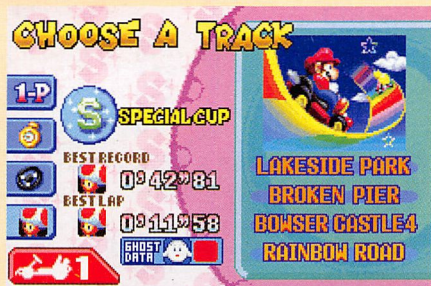 CHOOSE A TRACK
1-P
S
SPECIAL CUP
BEST RECORD
0'42"81
BEST LAP
0'11"58
GHOST DATA
1
LAKESIDE PARK
BROKEN PIER
BOWSER CASTLE 4
RAINBOW ROAD